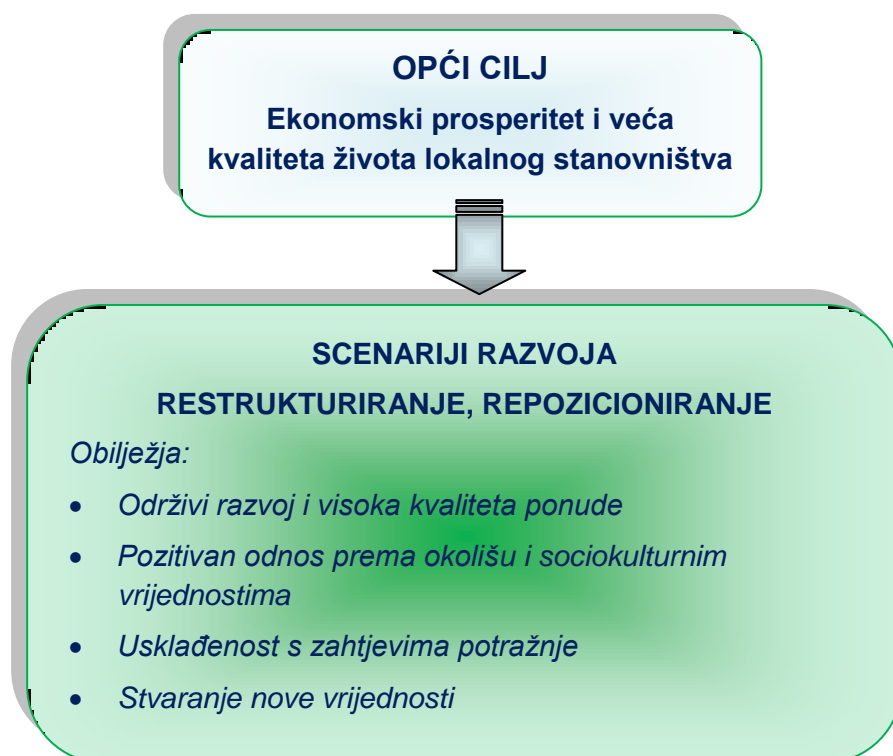 OPĆI CILJ
Ekonomski prosperitet i veća
kvaliteta života lokalnog stanovništva
SCENARIJI RAZVOJA
RESTRUKTURIRANJE, REPOZICIONIRANJE
Obilježja:
• Održivi razvoj i visoka kvaliteta ponude
• Pozitivan odnos prema okolišu i sociokulturnim
vrijednostima
• Usklađenost s zahtjevima potražnje
• Stvaranje nove vrijednosti